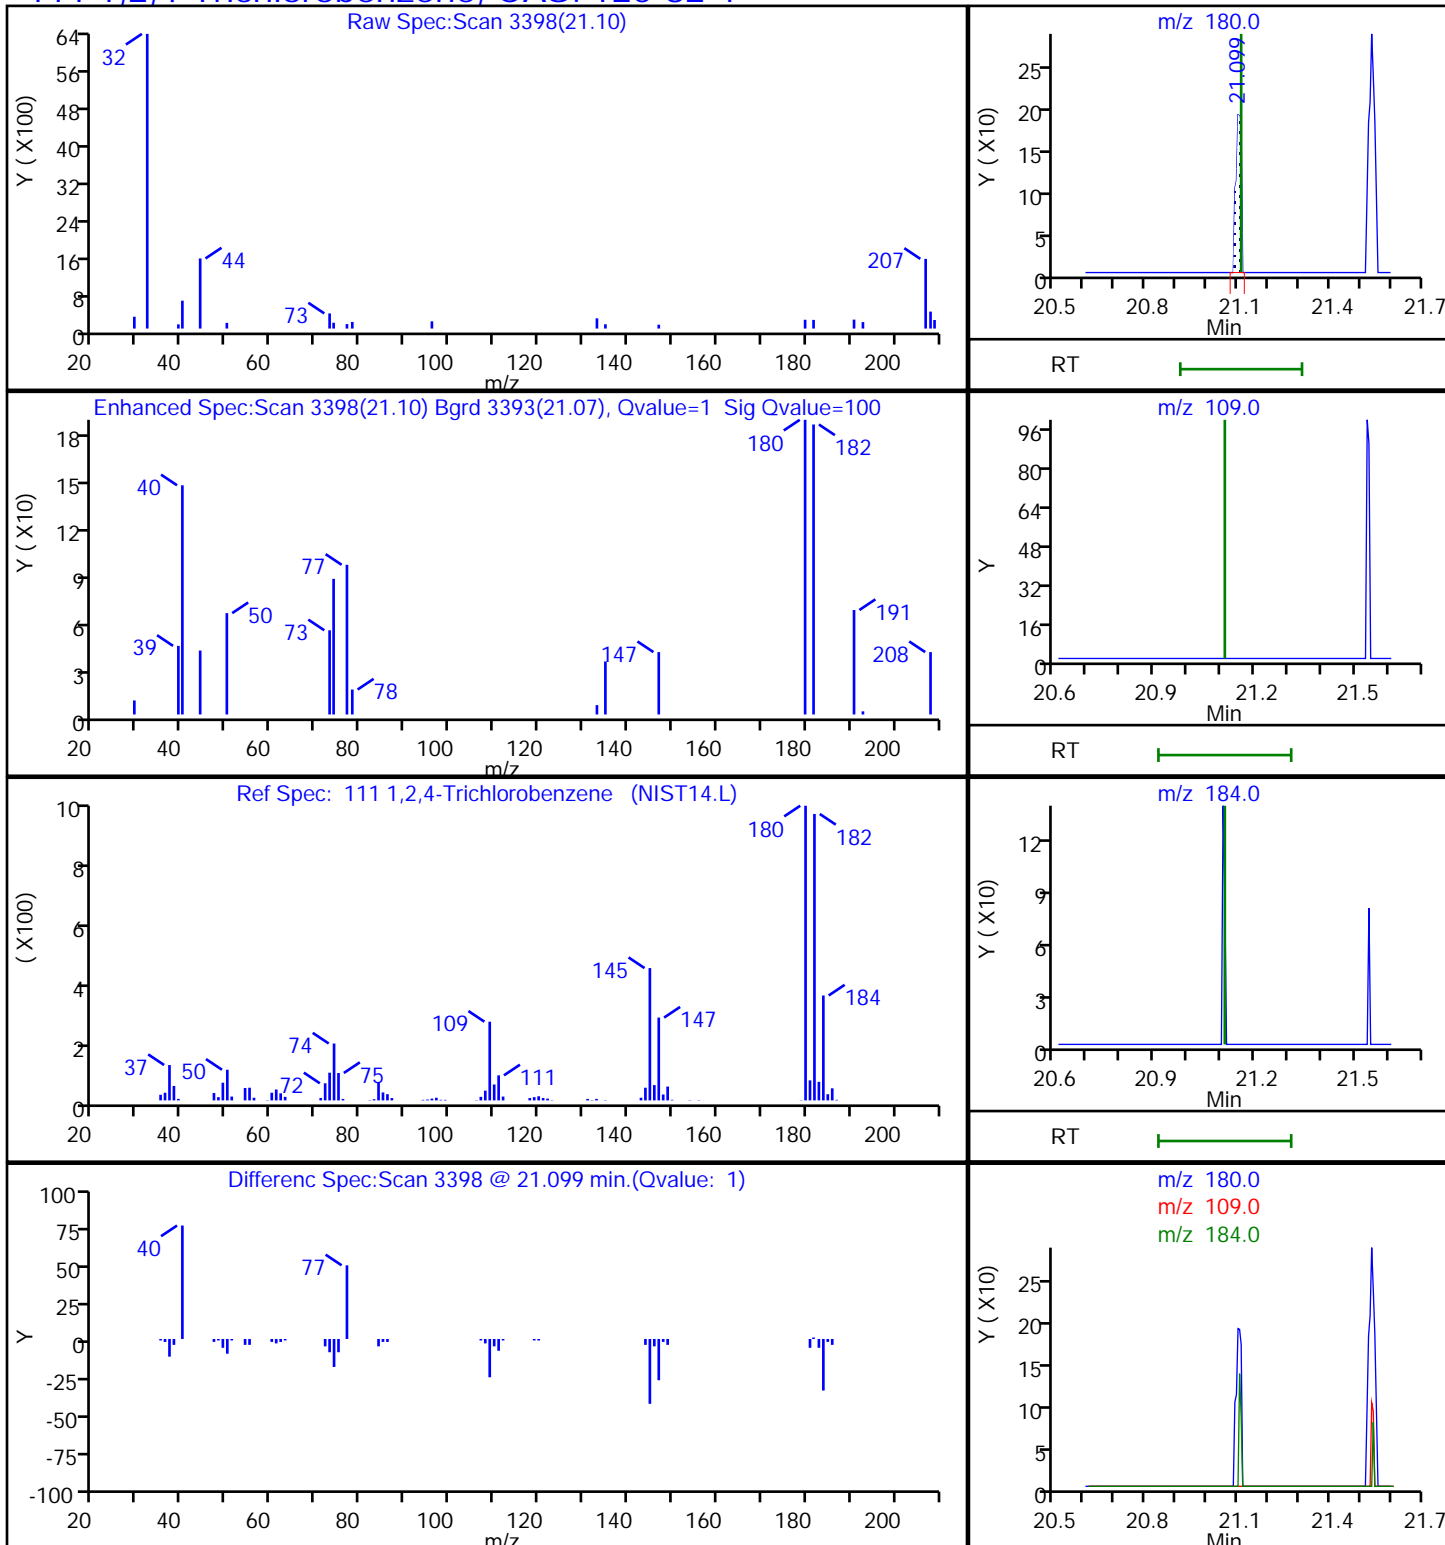 111 1,2,4-Trichlorobenzene, CAS: 120-82-1
Raw Spec:Scan 3398(21.10)
Y ( X100)
64
56
48
40
32
24
16
8
0
32
44
73
207
20 40 60 80 100 120 140 160 180 200
m/z
m/z 180.0
Y ( X10)
25
20
15
10
5
0
21.099
20.5 20.8 21.1 21.4 21.7
Min
RT
Enhanced Spec:Scan 3398(21.10) Bgrd 3393(21.07), Qvalue=1 Sig Qvalue=100
Y ( X10)
18
15
12
9
6
3
0
39
40
50
73
77
78
147
180
182
191
208
20 40 60 80 100 120 140 160 180 200
m/z
m/z 109.0
Y
96
80
64
48
32
16
0
20.6 20.9 21.2 21.5
Min
RT
Ref Spec: 111 1,2,4-Trichlorobenzene (NIST14.L)
( X100)
10
8
6
4
2
0
37
50
72
74
75
109
111
145
147
180
182
184
20 40 60 80 100 120 140 160 180 200
m/z
m/z 184.0
Y ( X10)
12
9
6
3
0
20.6 20.9 21.2 21.5
Min
RT
Differenc Spec:Scan 3398 @ 21.099 min.(Qvalue: 1)
Y
100
75
50
25
0
-25
-50
-75
-100
40
77
20 40 60 80 100 120 140 160 180 200
m/z
m/z 180.0
m/z 109.0
m/z 184.0
Y ( X10)
25
20
15
10
5
0
20.5 20.8 21.1 21.4 21.7
Min